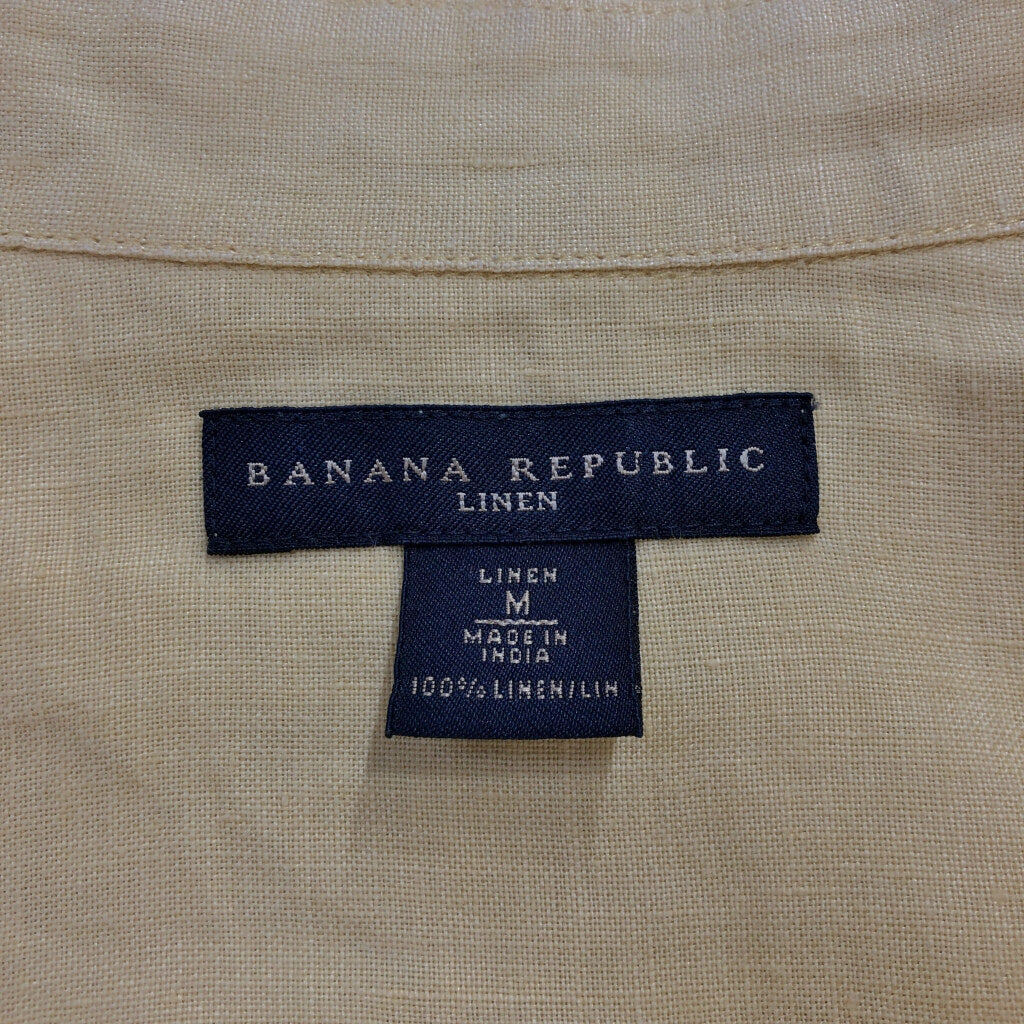 BANANA REPUBLIC
LINEN
LINEN
M
MADE IN
INDIA
100% LINEN/LIN